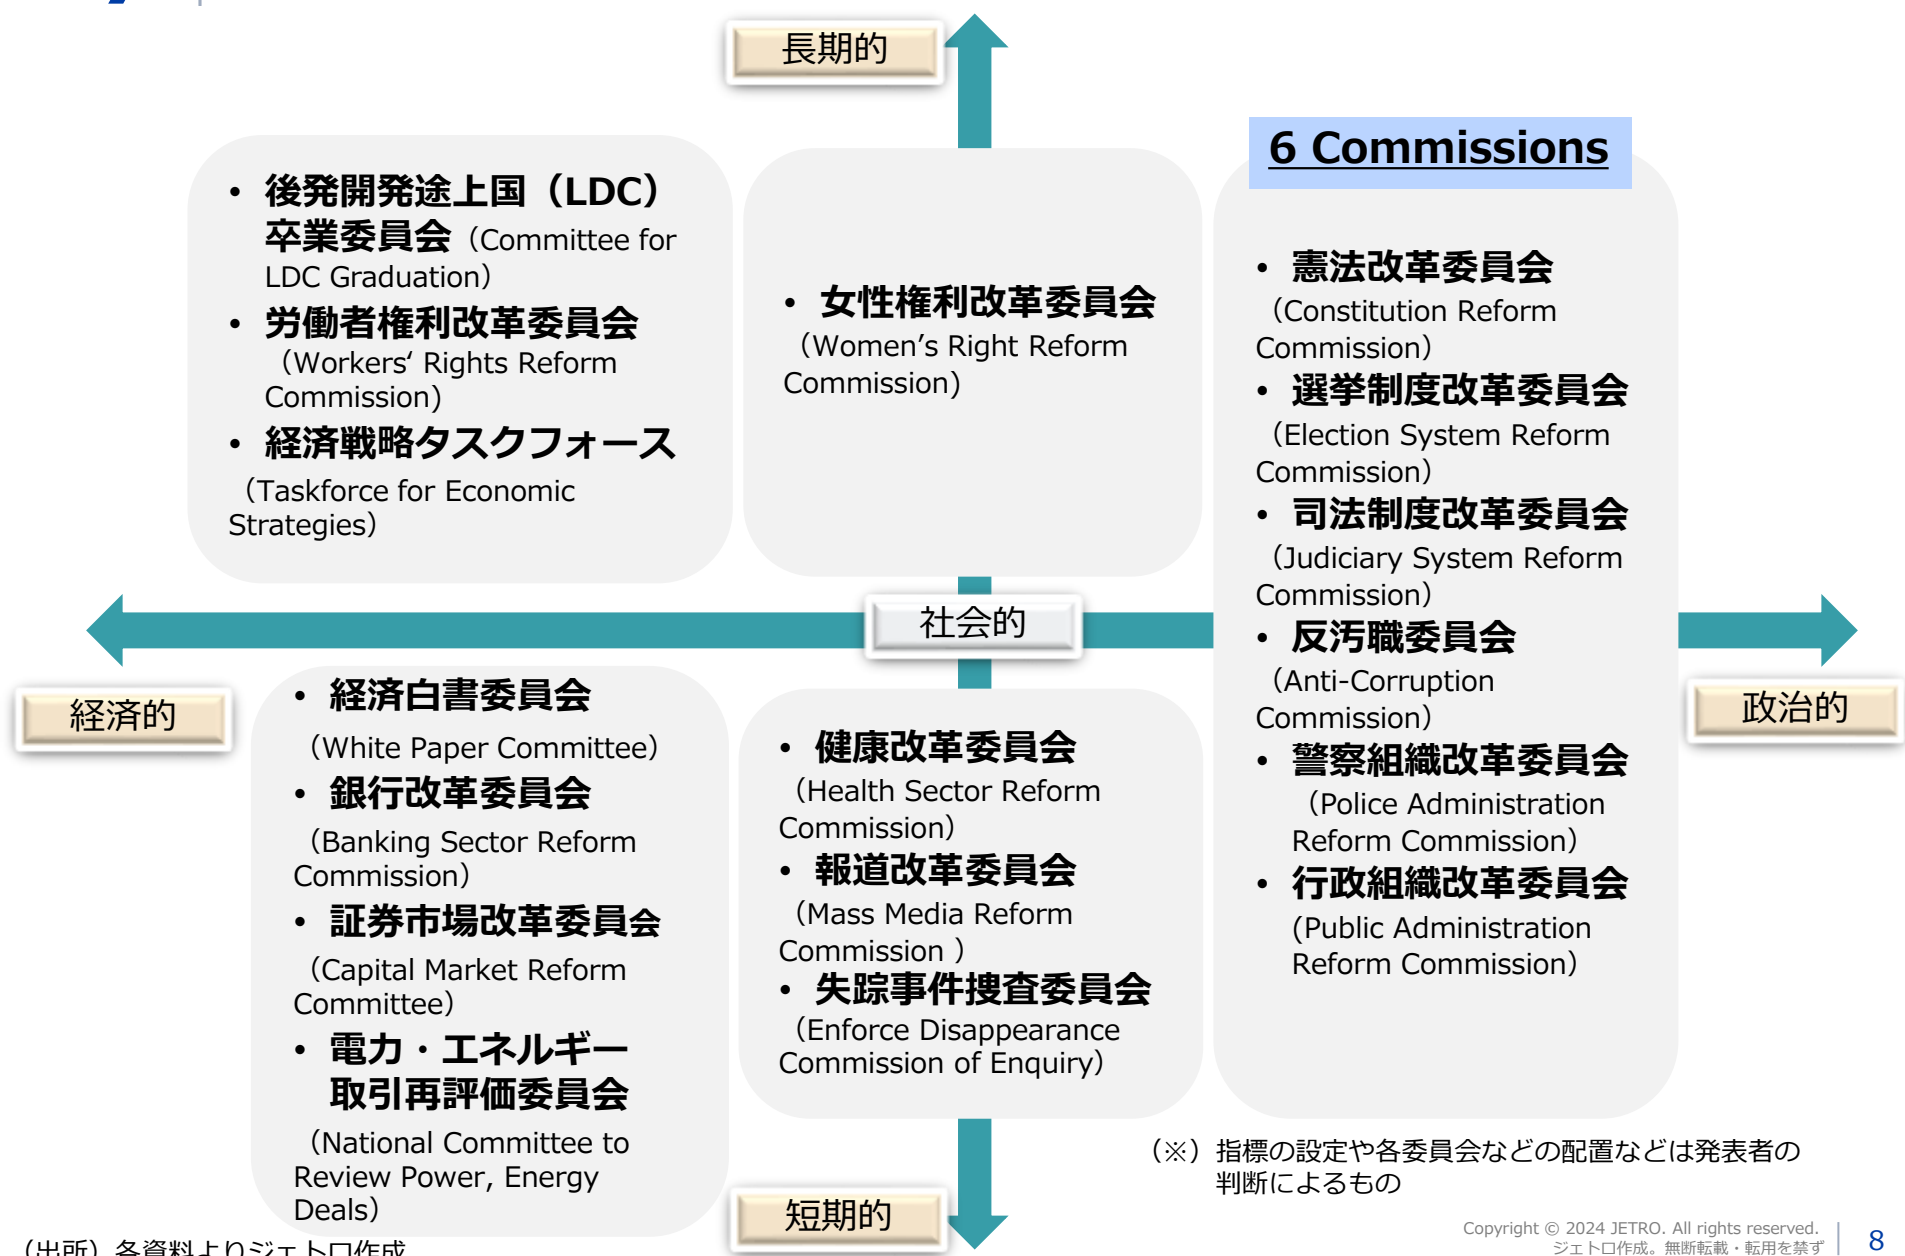 長期的
・後発開発途上国（LDC）
卒業委員会（Committee for
LDC Graduation）
・労働者権利改革委員会
（Workers‘ Rights Reform
Commission)
・経済戦略タスクフォース
（Taskforce for Economic
Strategies）
・女性権利改革委員会
（Women’s Right Reform
Commission)
6 Commissions
・憲法改革委員会
（Constitution Reform
Commission）
・選挙制度改革委員会
（Election System Reform
Commission）
・司法制度改革委員会
（Judiciary System Reform
Commission）
・反汚職委員会
（Anti-Corruption
Commission）
・警察組織改革委員会
（Police Administration
Reform Commission）
・行政組織改革委員会
(Public Administration
Reform Commission）
社会的
経済的
政治的
・経済白書委員会
（White Paper Committee）
・銀行改革委員会
（Banking Sector Reform
Commission）
・証券市場改革委員会
（Capital Market Reform
Committee）
・電力・エネルギー
取引再評価委員会
（National Committee to
Review Power, Energy
Deals）
・健康改革委員会
（Health Sector Reform
Commission）
・報道改革委員会
（Mass Media Reform
Commission ）
・失踪事件捜査委員会
（Enforce Disappearance
Commission of Enquiry）
短期的
（※）指標の設定や各委員会などの配置などは発表者の
判断によるもの
（出所）各資料よりジェトロ作成
Copyright © 2024 JETRO. All rights reserved.
ジェトロ作成。無断転載・転用を禁ず
8